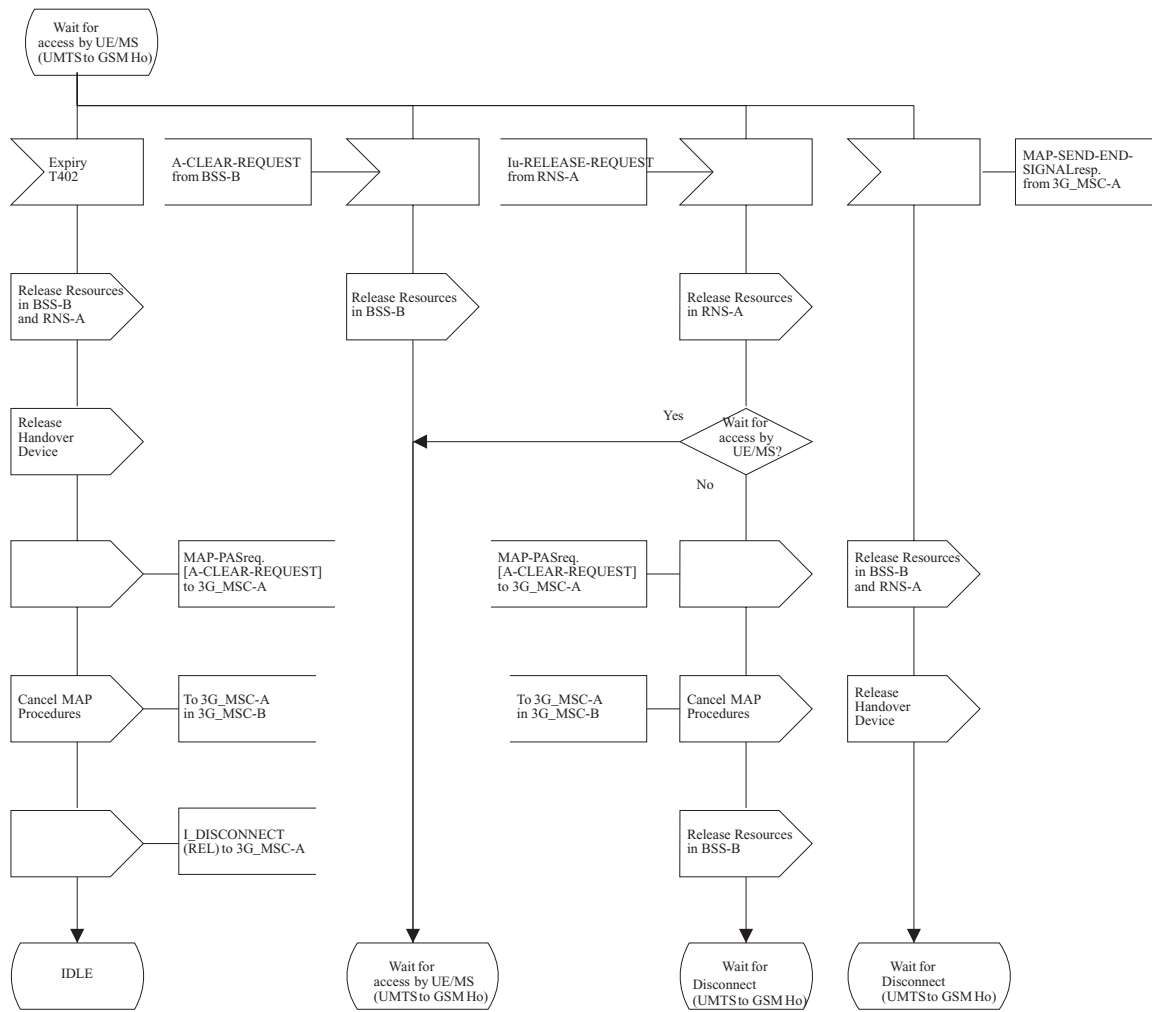 Wait for
access by UE/MS
(UMTS to GSM Ho)
Expiry
T402
A-CLEAR-REQUEST
from BSS-B
Iu-RELEASE-REQUEST
from RNS-A
MAP-SEND-END-
SIGNALresp.
from 3G_MSC-A
Release Resources
in BSS-B
and RNS-A
Release Resources
in BSS-B
Release Resources
in RNS-A
Release
Handover
Device
Yes
Wait for
access by
UE/MS?
No
MAP-PASreq.
[A-CLEAR-REQUEST]
to 3G_MSC-A
MAP-PASreq.
[A-CLEAR-REQUEST]
to 3G_MSC-A
Release Resources
in BSS-B
and RNS-A
Cancel MAP
Procedures
To 3G_MSC-A
in 3G_MSC-B
To 3G_MSC-A
in 3G_MSC-B
Cancel MAP
Procedures
Release
Handover
Device
I_DISCONNECT
(REL) to 3G_MSC-A
Release Resources
in BSS-B
IDLE
Wait for
access by UE/MS
(UMTS to GSM Ho)
Wait for
Disconnect
(UMTS to GSM Ho)
Wait for
Disconnect
(UMTS to GSM Ho)